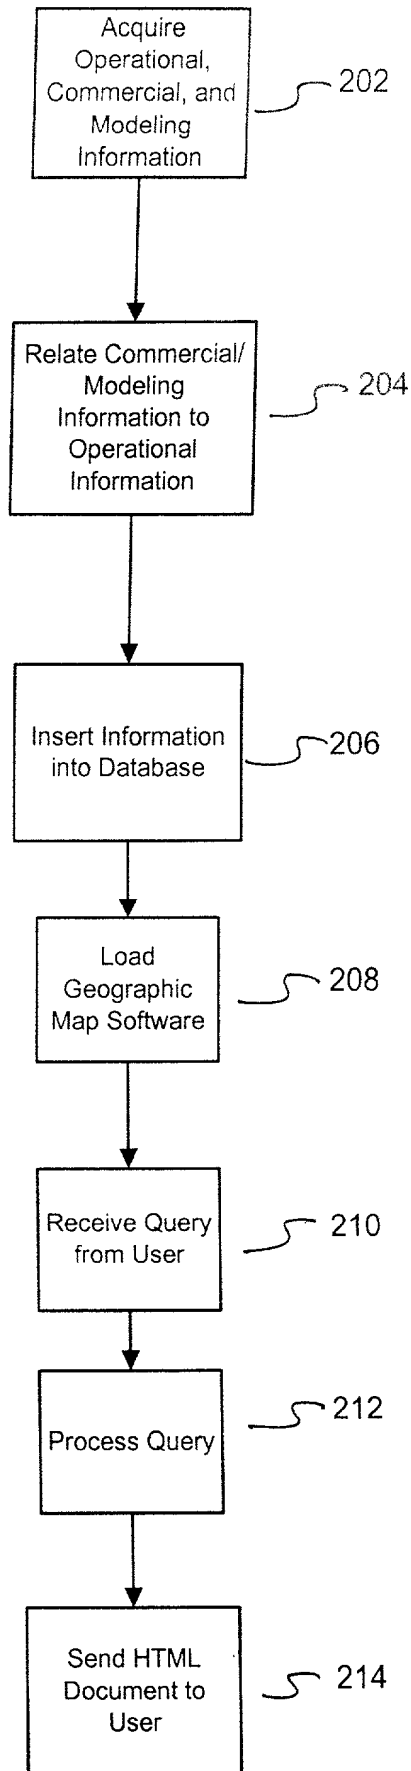 Acquire
Operational,
Commercial, and
Modeling
Information
202
Relate Commercial/
Modeling
Information to
Operational
Information
204
Insert Information
into Database
206
Load
Geographic
Map Software
208
Receive Query
from User
210
Process Query
212
Send HTML
Document to
User
214